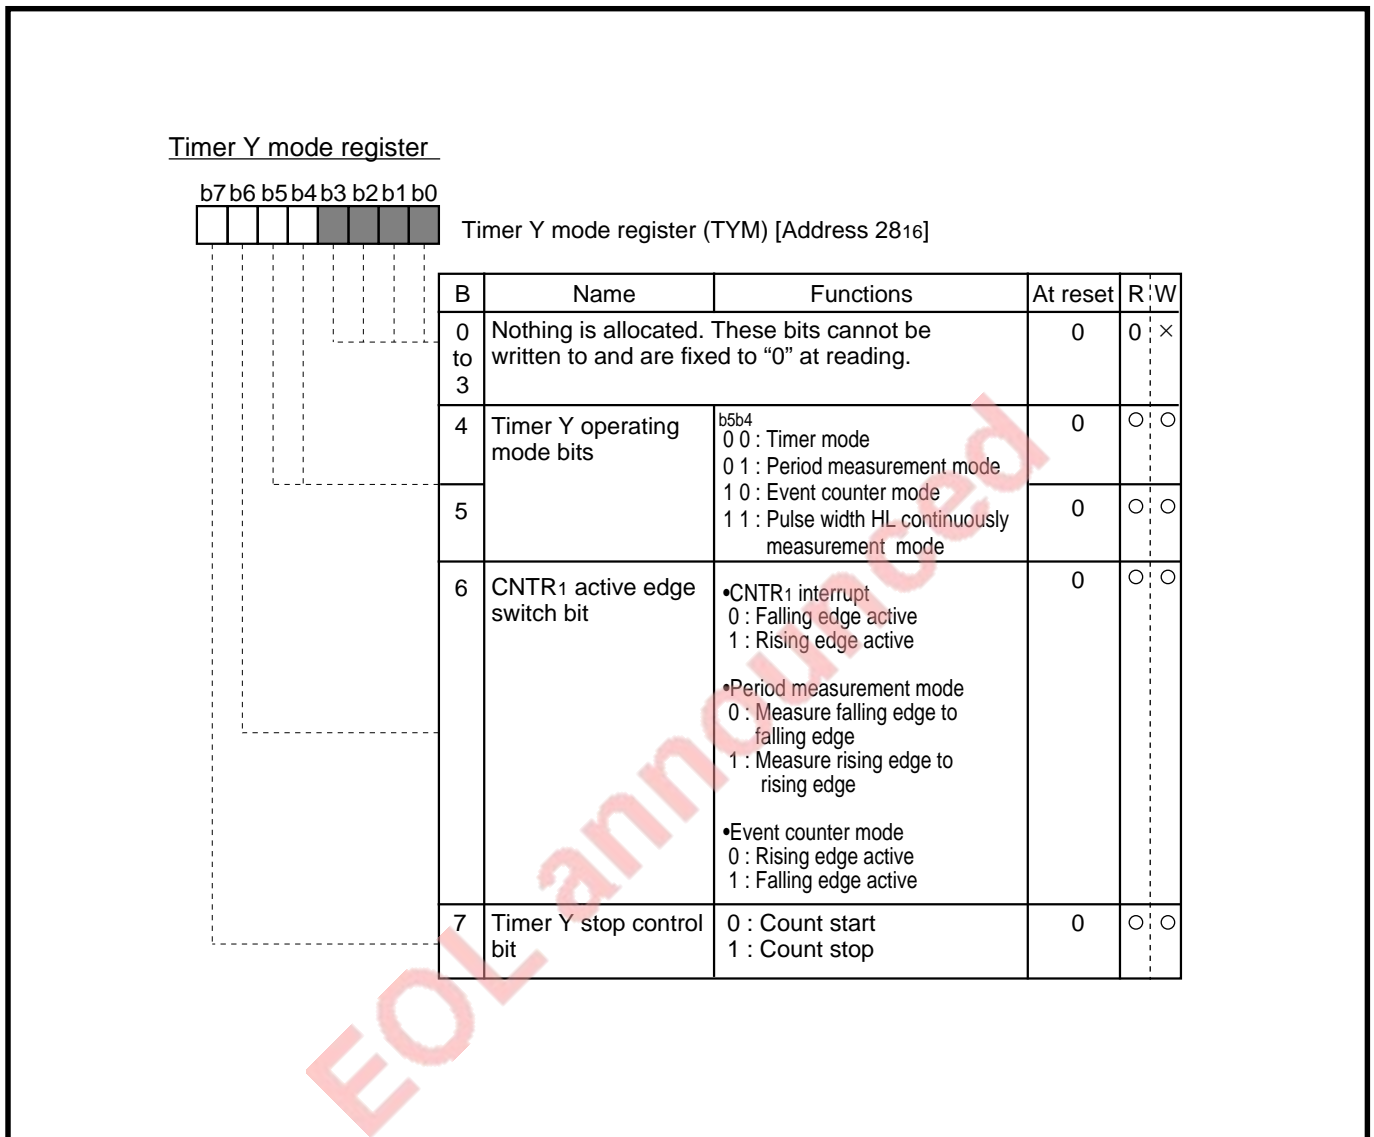 Timer Y mode register
b7 b6 b5 b4 b3 b2 b1 b0
Timer Y mode register (TYM) [Address 2816]
B Name Functions At reset R W
0 to 3 Nothing is allocated. These bits cannot be written to and are fixed to “0” at reading. 0 0 ×
4 Timer Y operating mode bits
b5b4
0 0 : Timer mode
0 1 : Period measurement mode
1 0 : Event counter mode
1 1 : Pulse width HL continuously
measurement mode
0 ○ ○
5 0 ○ ○
6 CNTR1 active edge switch bit
•CNTR1 interrupt
0 : Falling edge active
1 : Rising edge active
•Period measurement mode
0 : Measure falling edge to
falling edge
1 : Measure rising edge to
rising edge
•Event counter mode
0 : Rising edge active
1 : Falling edge active
0 ○ ○
7 Timer Y stop control bit
0 : Count start
1 : Count stop
0 ○ ○
EOL announced